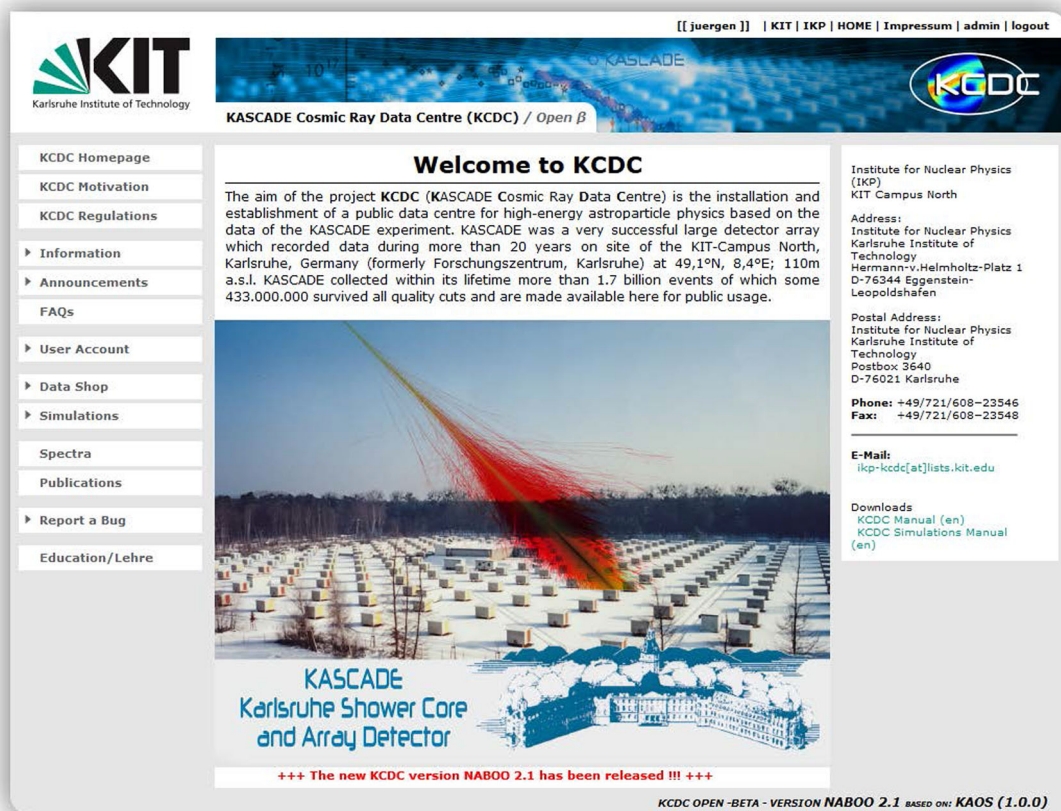 [[ juergen ]] | KIT | IKP | HOME | Impressum | admin | logout
KIT
Karlsruhe Institute of Technology
10¹⁷
KASCADE
KCDC
KASCADE Cosmic Ray Data Centre (KCDC) / Open β
KCDC Homepage
KCDC Motivation
KCDC Regulations
Information
Announcements
FAQs
User Account
Data Shop
Simulations
Spectra
Publications
Report a Bug
Education/Lehre
Welcome to KCDC
The aim of the project KCDC (KASCADE Cosmic Ray Data Centre) is the installation and
establishment of a public data centre for high-energy astroparticle physics based on the
data of the KASCADE experiment. KASCADE was a very successful large detector array
which recorded data during more than 20 years on site of the KIT-Campus North,
Karlsruhe, Germany (formerly Forschungszentrum, Karlsruhe) at 49,1ºN, 8,4ºE; 110m
a.s.l. KASCADE collected within its lifetime more than 1.7 billion events of which some
433.000.000 survived all quality cuts and are made available here for public usage.
KASCADE
Karlsruhe Shower Core
and Array Detector
+++ The new KCDC version NABOO 2.1 has been released !!! +++
Institute for Nuclear Physics
(IKP)
KIT Campus North
Address:
Institute for Nuclear Physics
Karlsruhe Institute of
Technology
Hermann-v.Helmholtz-Platz 1
D-76344 Eggenstein-
Leopoldshafen
Postal Address:
Institute for Nuclear Physics
Karlsruhe Institute of
Technology
Postbox 3640
D-76021 Karlsruhe
Phone: +49/721/608−23546
Fax: +49/721/608−23548
E-Mail:
ikp-kcdc[at]lists.kit.edu
Downloads
KCDC Manual (en)
KCDC Simulations Manual
(en)
KCDC OPEN -BETA - VERSION NABOO 2.1 BASED ON: KAOS (1.0.0)